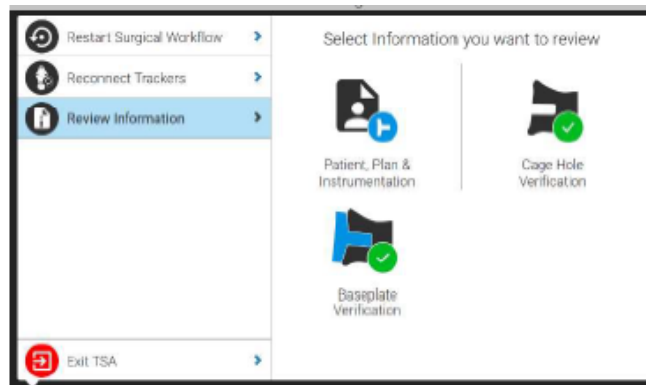 Restart Surgical Workflow
Reconnect Trackers
Review Information
Exit TSA
Select Information you want to review
Patient, Plan &
Instrumentation
Cage Hole
Verification
Baseplate
Verification